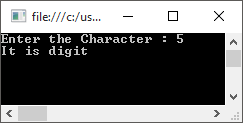 file:///c:/us...
Enter the Character : 5
It is digit